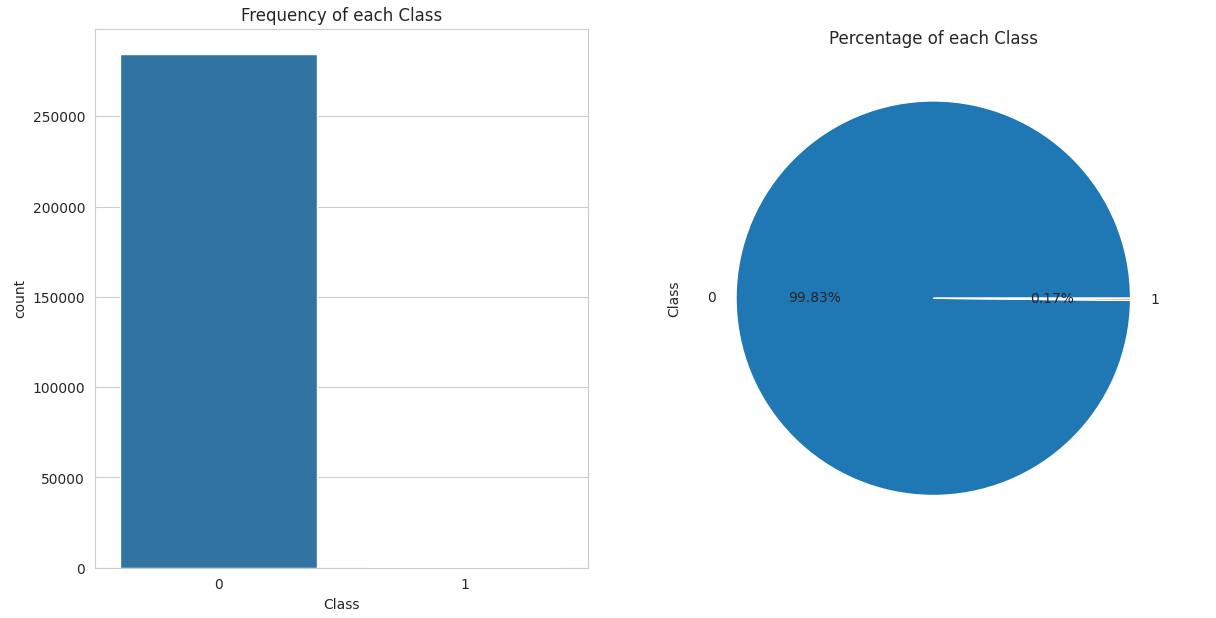 Frequency of each Class
250000
200000
150000
100000
50000
0
count
0 1
Class
Percentage of each Class
Class
0
99.83%
0.17%
1